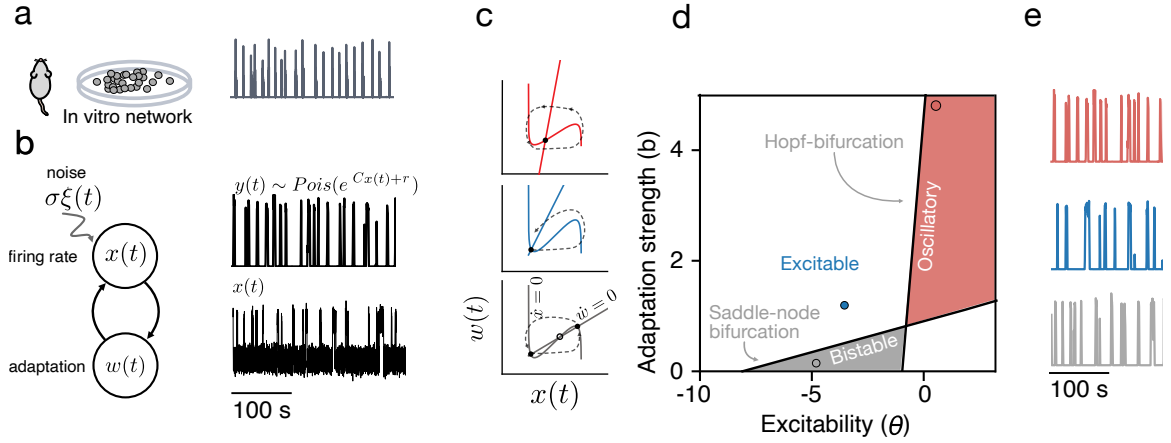 a
In vitro network
b
noise
σξ(t)
firing rate
x(t)
adaptation
w(t)
y(t) ∼ Pois(e^{Cx(t)+r})
x(t)
100 s
c
ẋ = 0
ẇ = 0
w(t)
x(t)
d
Adaptation strength (b)
4
2
0
Hopf-bifurcation
Oscillatory
Excitable
Saddle-node
bifurcation
Bistable
-10
-5
0
Excitability (θ)
e
100 s